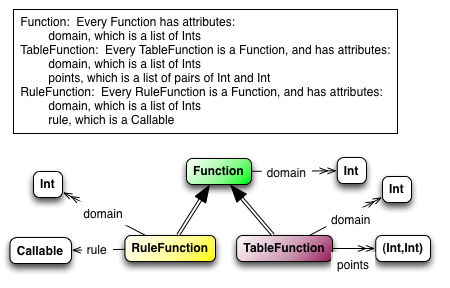 Function:  Every Function has attributes:
domain, which is a list of Ints
TableFunction:  Every TableFunction is a Function, and has attributes:
domain, which is a list of Ints
points, which is a list of pairs of Int and Int
RuleFunction:  Every RuleFunction is a Function, and has attributes:
domain, which is a list of Ints
rule, which is a Callable
Function
domain
Int
Int
Int
domain
domain
Callable
rule
RuleFunction
TableFunction
points
(Int,Int)